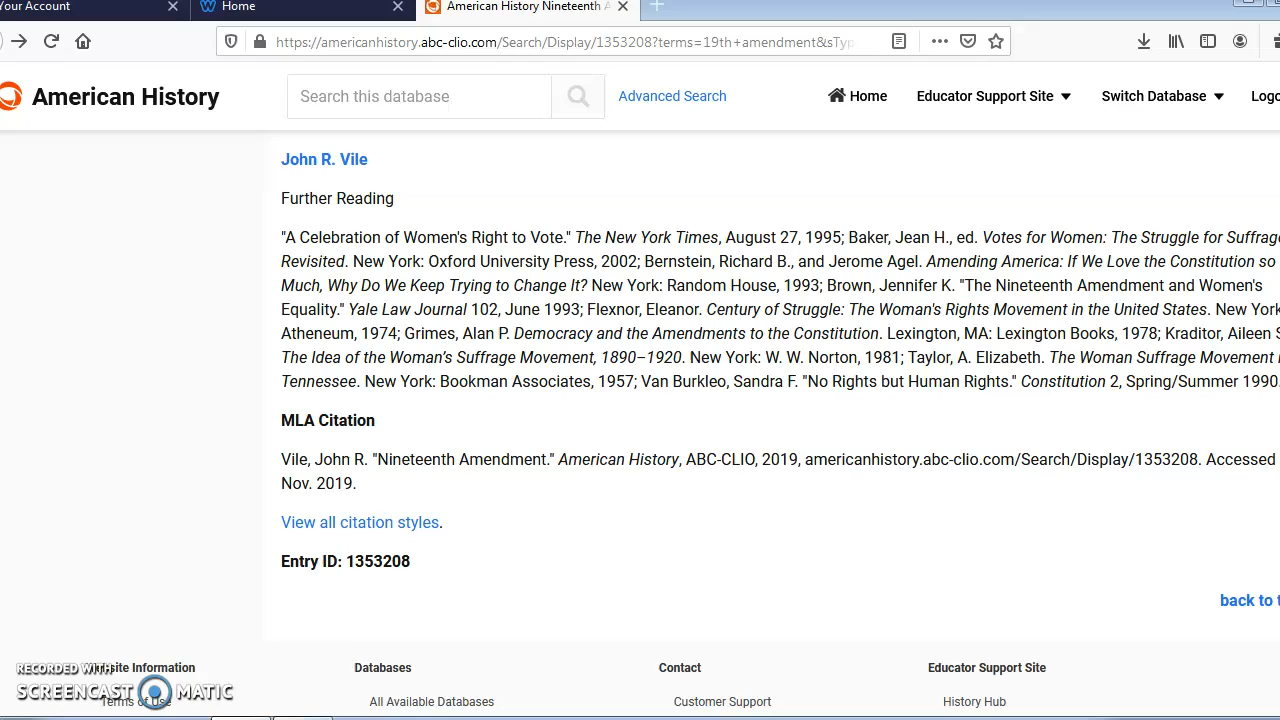 Your Account
Home
American History Nineteenth A
https://americanhistory.abc-clio.com/Search/Display/1353208?terms=19th+amendment&sTyp
American History
Search this database
Advanced Search
Home
Educator Support Site
Switch Database
Logo
John R. Vile
Further Reading
"A Celebration of Women's Right to Vote." The New York Times, August 27, 1995; Baker, Jean H., ed. Votes for Women: The Struggle for Suffrage
Revisited. New York: Oxford University Press, 2002; Bernstein, Richard B., and Jerome Agel. Amending America: If We Love the Constitution so
Much, Why Do We Keep Trying to Change It? New York: Random House, 1993; Brown, Jennifer K. "The Nineteenth Amendment and Women's
Equality." Yale Law Journal 102, June 1993; Flexnor, Eleanor. Century of Struggle: The Woman's Rights Movement in the United States. New York
Atheneum, 1974; Grimes, Alan P. Democracy and the Amendments to the Constitution. Lexington, MA: Lexington Books, 1978; Kraditor, Aileen S
The Idea of the Woman's Suffrage Movement, 1890–1920. New York: W. W. Norton, 1981; Taylor, A. Elizabeth. The Woman Suffrage Movement i
Tennessee. New York: Bookman Associates, 1957; Van Burkleo, Sandra F. "No Rights but Human Rights." Constitution 2, Spring/Summer 1990.
MLA Citation
Vile, John R. "Nineteenth Amendment." American History, ABC-CLIO, 2019, americanhistory.abc-clio.com/Search/Display/1353208. Accessed
Nov. 2019.
View all citation styles.
Entry ID: 1353208
back to t
Website Information
Databases
Contact
Educator Support Site
Terms of Use
All Available Databases
Customer Support
History Hub
RECORDED WITH
SCREENCAST MATIC